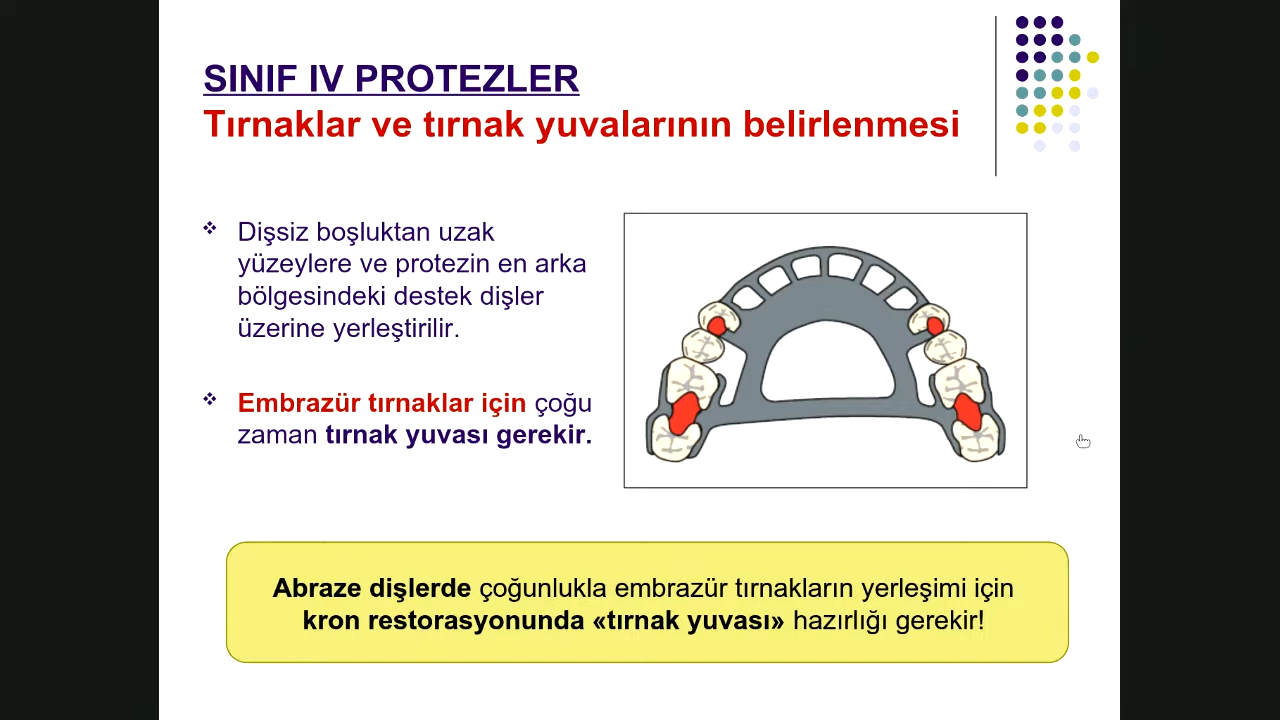 SINIF IV PROTEZLER
Tırnaklar ve tırnak yuvalarının belirlenmesi
Dişsiz boşluktan uzak
yüzeylere ve protezin en arka
bölgesindeki destek dişler
üzerine yerleştirilir.
Embrazür tırnaklar için çoğu
zaman tırnak yuvası gerekir.
Abraze dişlerde çoğunlukla embrazür tırnakların yerleşimi için
kron restorasyonunda «tırnak yuvası» hazırlığı gerekir!